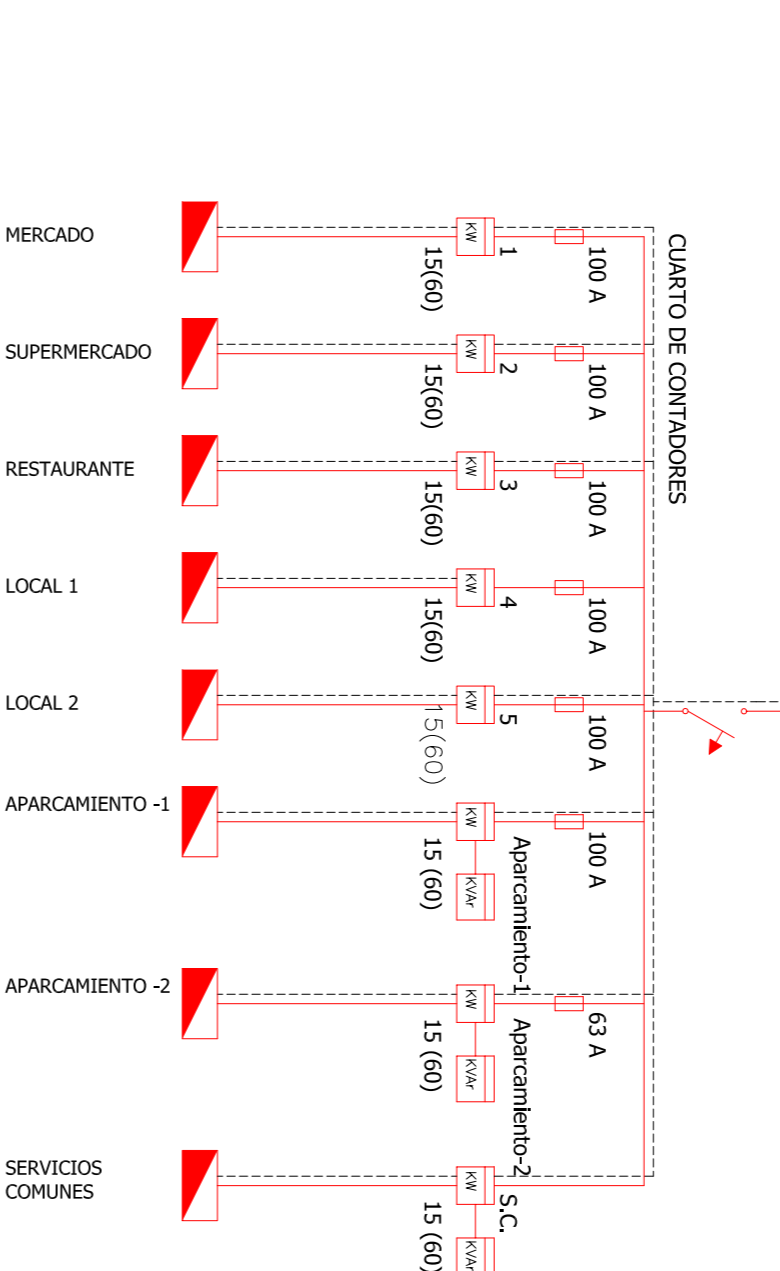 CUARTO DE CONTADORES
MERCADO
KW
1
15(60)
100 A
SUPERMERCADO
KW
2
15(60)
100 A
RESTAURANTE
KW
3
15(60)
100 A
LOCAL 1
KW
4
15(60)
100 A
LOCAL 2
KW
5
15(60)
100 A
APARCAMIENTO -1
KW
KVAr
Aparcamiento-1
15 (60)
100 A
APARCAMIENTO -2
KW
KVAr
Aparcamiento-2
15 (60)
63 A
SERVICIOS
COMUNES
KW
KVAr
S.C.
15 (60)